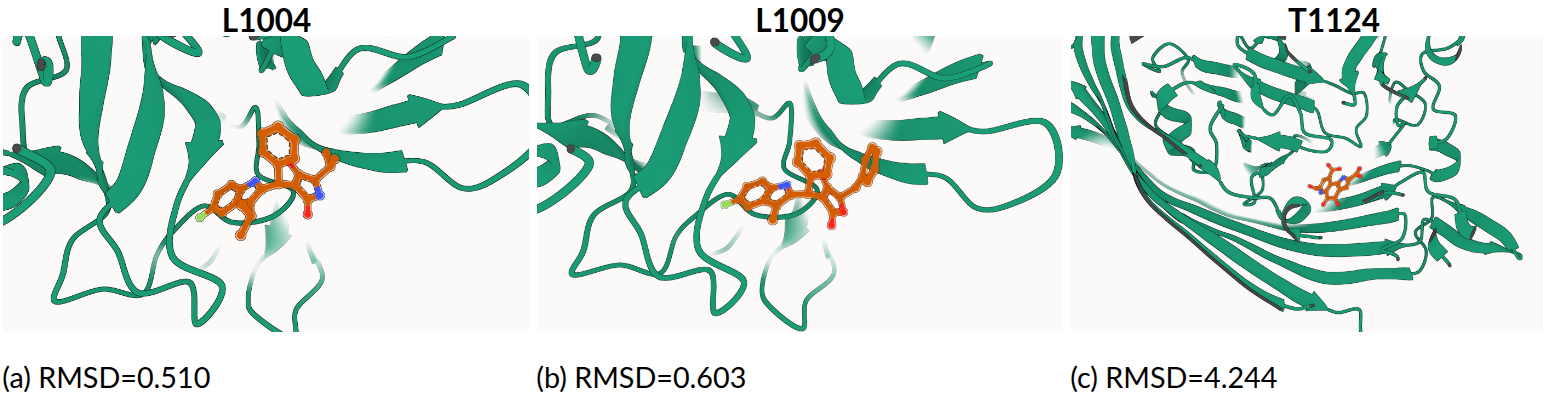 L1004 L1009 T1124
(a) RMSD=0.510 (b) RMSD=0.603 (c) RMSD=4.244